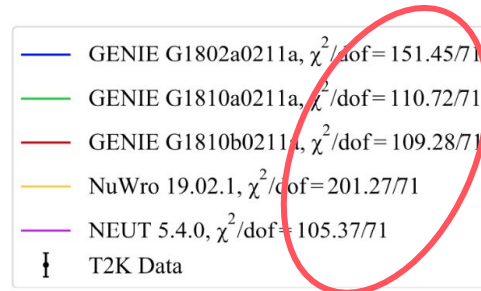 GENIE G1802a0211a, χ²/dof=151.45/71
GENIE G1810a0211a, χ²/dof=110.72/71
GENIE G1810b0211a, χ²/dof=109.28/71
NuWro 19.02.1, χ²/dof=201.27/71
NEUT 5.4.0, χ²/dof=105.37/71
T2K Data